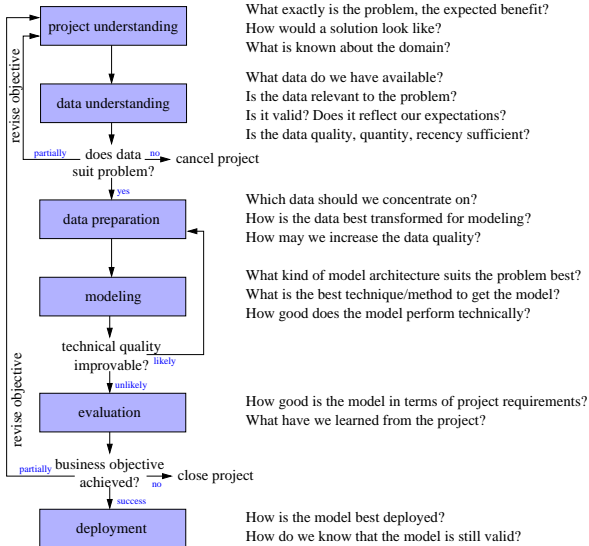 What exactly is the problem, the expected benefit?
project understanding
How would a solution look like?
What is known about the domain?
revise objective
What data do we have available?
data understanding
Is the data relevant to the problem?
Is it valid? Does it reflect our expectations?
Is the data quality, quantity, recency sufficient?
partially
does data
suit problem?
no
cancel project
yes
Which data should we concentrate on?
data preparation
How is the data best transformed for modeling?
How may we increase the data quality?
What kind of model architecture suits the problem best?
modeling
What is the best technique/method to get the model?
How good does the model perform technically?
technical quality
improvable?
likely
unlikely
revise objective
evaluation
How good is the model in terms of project requirements?
What have we learned from the project?
partially
business objective
achieved?
no
close project
success
deployment
How is the model best deployed?
How do we know that the model is still valid?